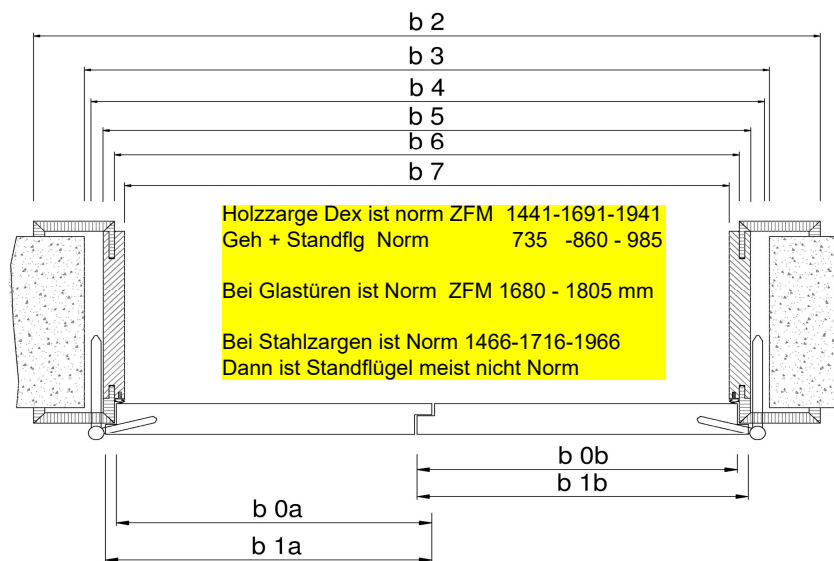 b 2
b 3
b 4
b 5
b 6
b 7
Holzzarge Dex ist norm ZFM 1441-1691-1941
Geh + Standflg Norm 735 -860 - 985
Bei Glastüren ist Norm ZFM 1680 - 1805 mm
Bei Stahlzargen ist Norm 1466-1716-1966
Dann ist Standflügel meist nicht Norm
b 0b
b 1b
b 0a
b 1a